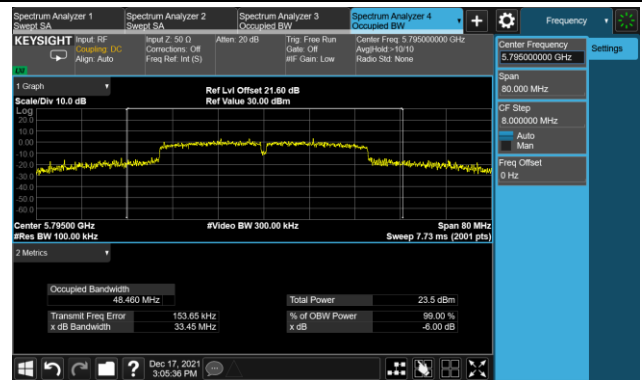 Spectrum Analyzer 1 Spectrum Analyzer 2 Spectrum Analyzer 3 Spectrum Analyzer 4 Frequency
Swept SA Swept SA Occupied BW Occupied BW
KEYSIGHT Input: RF Input Z: 50 Ω Atten: 20 dB Trig: Free Run Center Freq: 5.795000000 GHz
Coupling: DC Corrections: Off Gate: Off Avg|Hold:>10/10
Align: Auto Freq Ref: Int (S) #IF Gain: Low Radio Std: None
Center Frequency Settings
5.795000000 GHz
Span
80.000 MHz
CF Step
8.000000 MHz
Auto
Man
Freq Offset
0 Hz
1 Graph Ref Lvl Offset 21.60 dB
Scale/Div 10.0 dB Ref Value 30.00 dBm
Log
20.0
10.0
0.00
-10.0
-20.0
-30.0
-40.0
-50.0
-60.0
Center 5.79500 GHz #Video BW 300.00 kHz Span 80 MHz
#Res BW 100.00 kHz Sweep 7.73 ms (2001 pts)
2 Metrics
Occupied Bandwidth
48.460 MHz Total Power 23.5 dBm
Transmit Freq Error 153.65 kHz % of OBW Power 99.00 %
x dB Bandwidth 33.45 MHz x dB -6.00 dB
? Dec 17, 2021
3:05:36 PM